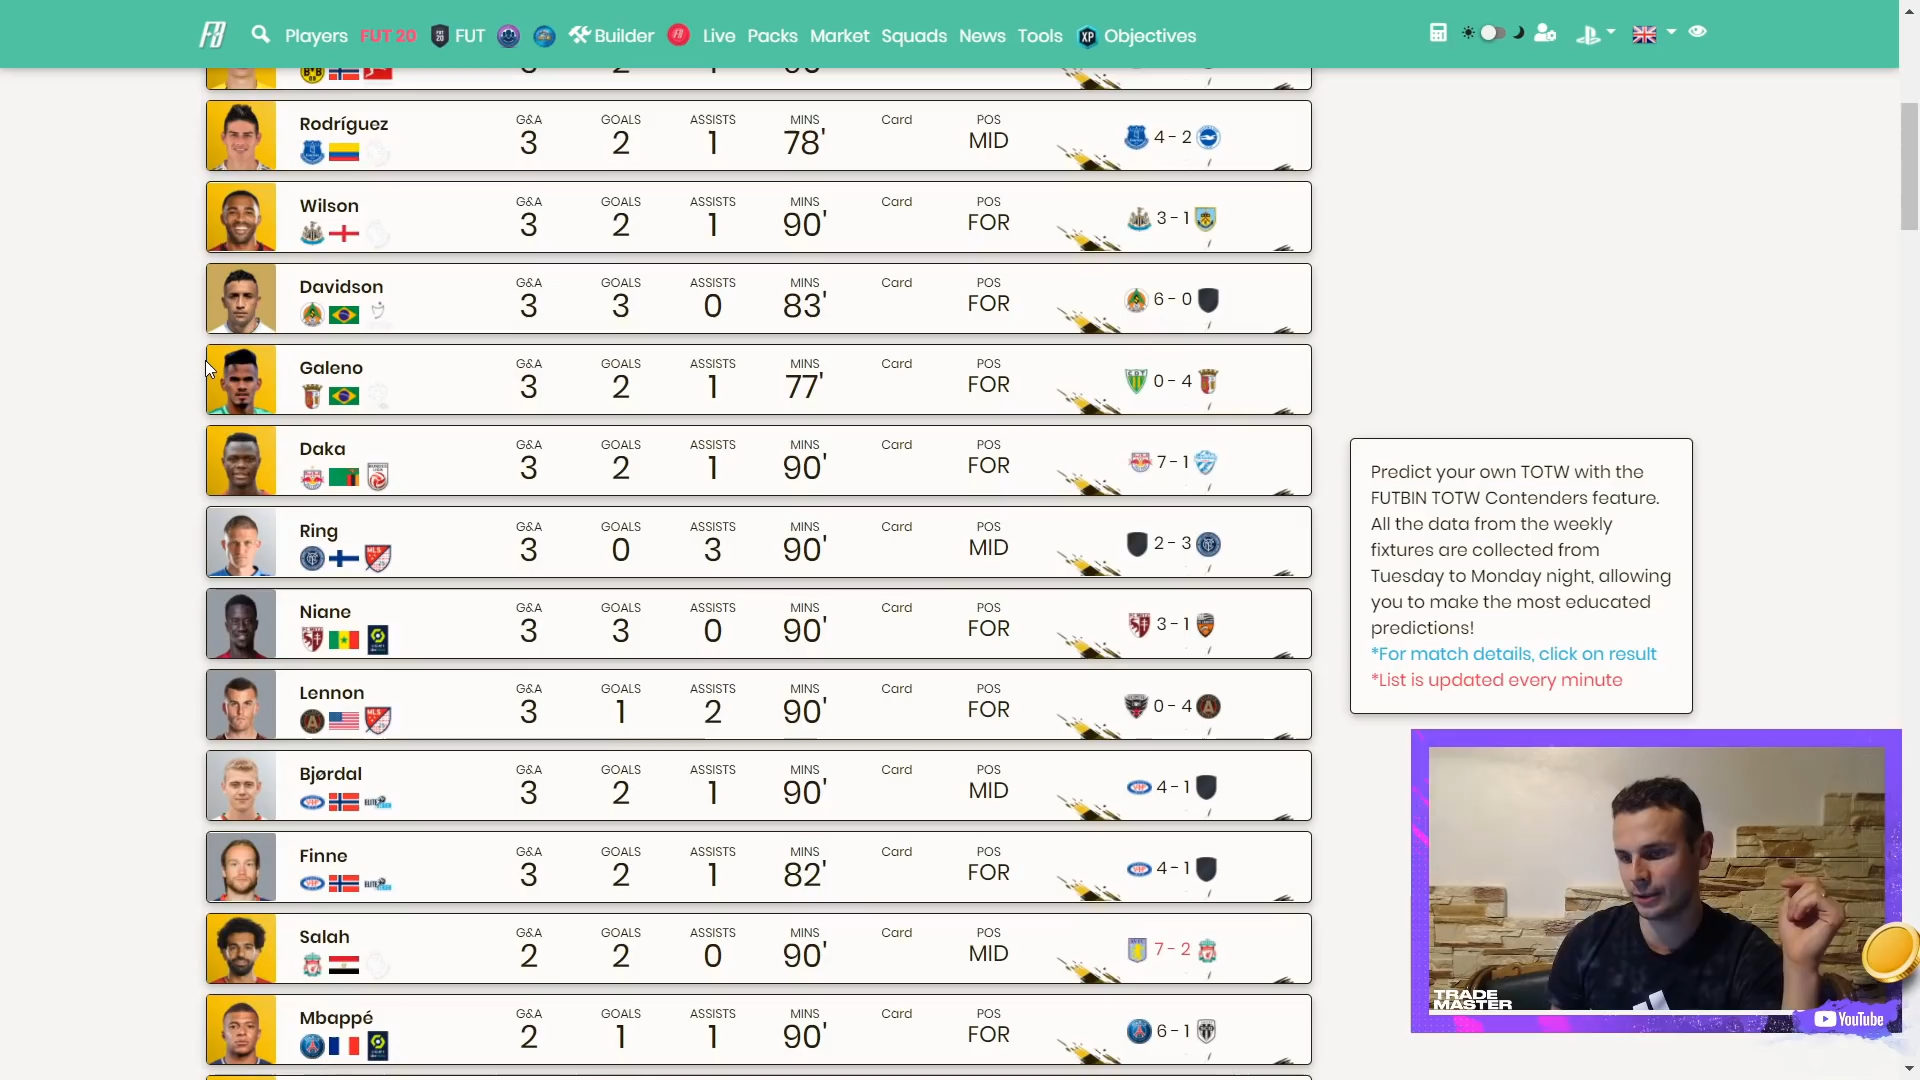 Players FUT 20 FUT Builder Live Packs Market Squads News Tools XP Objectives
Rodríguez G&A 3 GOALS 2 ASSISTS 1 MINS 78' Card POS MID 4 - 2
Wilson G&A 3 GOALS 2 ASSISTS 1 MINS 90' Card POS FOR 3 - 1
Davidson G&A 3 GOALS 3 ASSISTS 0 MINS 83' Card POS FOR 6 - 0
Galeno G&A 3 GOALS 2 ASSISTS 1 MINS 77' Card POS FOR 0 - 4
Daka G&A 3 GOALS 2 ASSISTS 1 MINS 90' Card POS FOR 7 - 1
Ring G&A 3 GOALS 0 ASSISTS 3 MINS 90' Card POS MID 2 - 3
Niane G&A 3 GOALS 3 ASSISTS 0 MINS 90' Card POS FOR 3 - 1
Lennon G&A 3 GOALS 1 ASSISTS 2 MINS 90' Card POS FOR 0 - 4
Bjørdal G&A 3 GOALS 2 ASSISTS 1 MINS 90' Card POS MID 4 - 1
Finne G&A 3 GOALS 2 ASSISTS 1 MINS 82' Card POS FOR 4 - 1
Salah G&A 2 GOALS 2 ASSISTS 0 MINS 90' Card POS MID 7 - 2
Mbappé G&A 2 GOALS 1 ASSISTS 1 MINS 90' Card POS FOR 6 - 1
Predict your own TOTW with the
FUTBIN TOTW Contenders feature.
All the data from the weekly
fixtures are collected from
Tuesday to Monday night, allowing
you to make the most educated
predictions!
*For match details, click on result
*List is updated every minute
TRADE
MASTER
YouTube